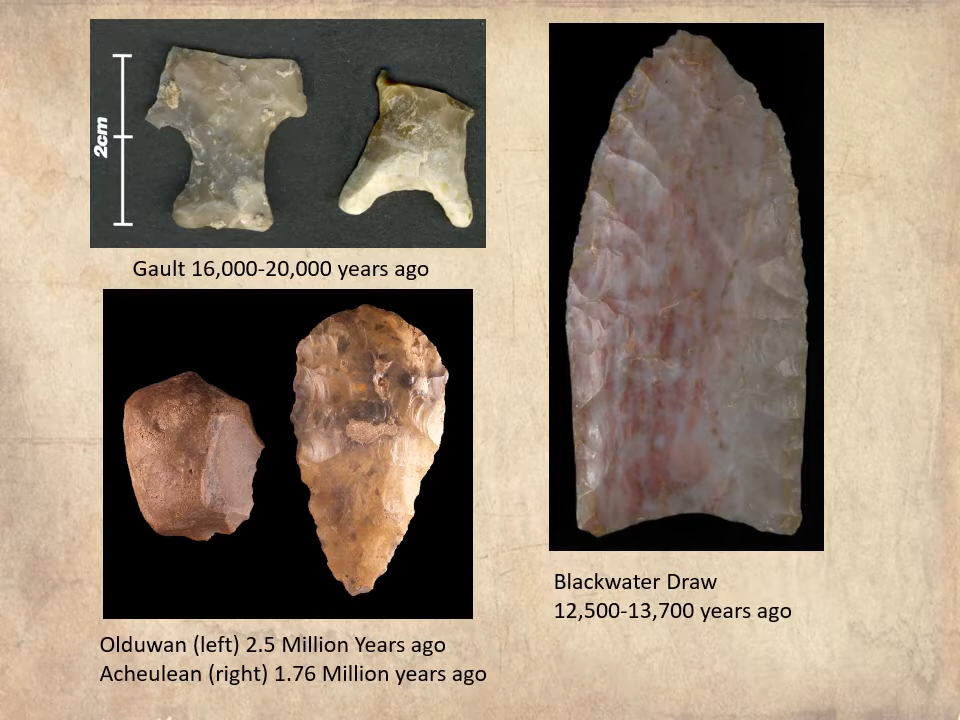 2cm
Gault 16,000-20,000 years ago
Olduwan (left) 2.5 Million Years ago
Acheulean (right) 1.76 Million years ago
Blackwater Draw
12,500-13,700 years ago